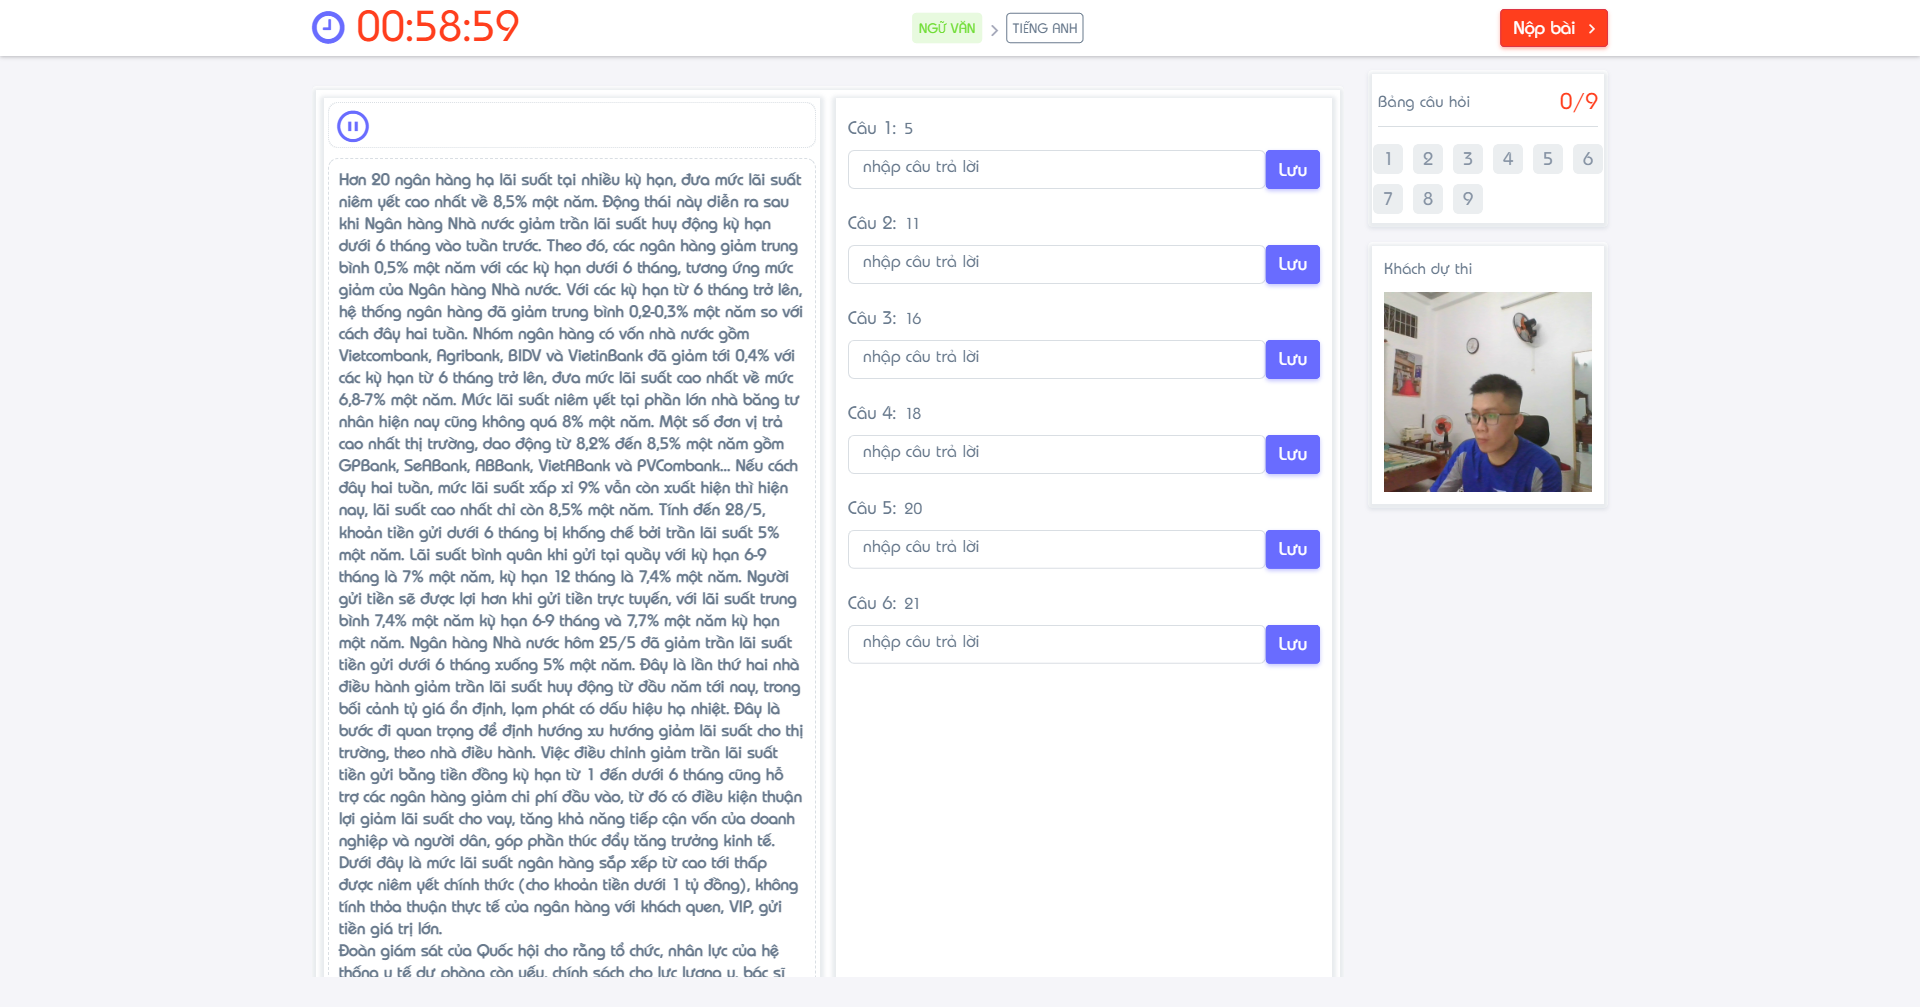 00:58:59
NGỮ VĂN
TIẾNG ANH
Nộp bài
Hơn 20 ngân hàng hạ lãi suất tại nhiều kỳ hạn, đưa mức lãi suất
niêm yết cao nhất về 8,5% một năm. Động thái này diễn ra sau
khi Ngân hàng Nhà nước giảm trần lãi suất huy động kỳ hạn
dưới 6 tháng vào tuần trước. Theo đó, các ngân hàng giảm trung
bình 0,5% một năm với các kỳ hạn dưới 6 tháng, tương ứng mức
giảm của Ngân hàng Nhà nước. Với các kỳ hạn từ 6 tháng trở lên,
hệ thống ngân hàng đã giảm trung bình 0,2-0,3% một năm so với
cách đây hai tuần. Nhóm ngân hàng có vốn nhà nước gồm
Vietcombank, Agribank, BIDV và VietinBank đã giảm tới 0,4% với
các kỳ hạn từ 6 tháng trở lên, đưa mức lãi suất cao nhất về mức
6,8-7% một năm. Mức lãi suất niêm yết tại phần lớn nhà băng tư
nhân hiện nay cũng không quá 8% một năm. Một số đơn vị trả
cao nhất thị trường, dao động từ 8,2% đến 8,5% một năm gồm
GPBank, SeABank, ABBank, VietABank và PVCombank... Nếu cách
đây hai tuần, mức lãi suất xấp xỉ 9% vẫn còn xuất hiện thì hiện
nay, lãi suất cao nhất chỉ còn 8,5% một năm. Tính đến 28/5,
khoản tiền gửi dưới 6 tháng bị khống chế bởi trần lãi suất 5%
một năm. Lãi suất bình quân khi gửi tại quầy với kỳ hạn 6-9
tháng là 7% một năm, kỳ hạn 12 tháng là 7,4% một năm. Người
gửi tiền sẽ được lợi hơn khi gửi tiền trực tuyến, với lãi suất trung
bình 7,4% một năm kỳ hạn 6-9 tháng và 7,7% một năm kỳ hạn
một năm. Ngân hàng Nhà nước hôm 25/5 đã giảm trần lãi suất
tiền gửi dưới 6 tháng xuống 5% một năm. Đây là lần thứ hai nhà
điều hành giảm trần lãi suất huy động từ đầu năm tới nay, trong
bối cảnh tỷ giá ổn định, lạm phát có dấu hiệu hạ nhiệt. Đây là
bước đi quan trọng để định hướng xu hướng giảm lãi suất cho thị
trường, theo nhà điều hành. Việc điều chỉnh giảm trần lãi suất
tiền gửi bằng tiền đồng kỳ hạn từ 1 đến dưới 6 tháng cũng hỗ
trợ các ngân hàng giảm chi phí đầu vào, từ đó có điều kiện thuận
lợi giảm lãi suất cho vay, tăng khả năng tiếp cận vốn của doanh
nghiệp và người dân, góp phần thúc đẩy tăng trưởng kinh tế.
Dưới đây là mức lãi suất ngân hàng sắp xếp từ cao tới thấp
được niêm yết chính thức (cho khoản tiền dưới 1 tỷ đồng), không
tính thỏa thuận thực tế của ngân hàng với khách quen, VIP, gửi
tiền giá trị lớn.
Đoàn giám sát của Quốc hội cho rằng tổ chức, nhân lực của hệ
thống y tế dự phòng còn yếu, chính sách cho lực lượng y, bác sĩ
Câu 1: 5
nhập câu trả lời
Lưu
Câu 2: 11
nhập câu trả lời
Lưu
Câu 3: 16
nhập câu trả lời
Lưu
Câu 4: 18
nhập câu trả lời
Lưu
Câu 5: 20
nhập câu trả lời
Lưu
Câu 6: 21
nhập câu trả lời
Lưu
Bảng câu hỏi
0/9
1 2 3 4 5 6
7 8 9
Khách dự thi